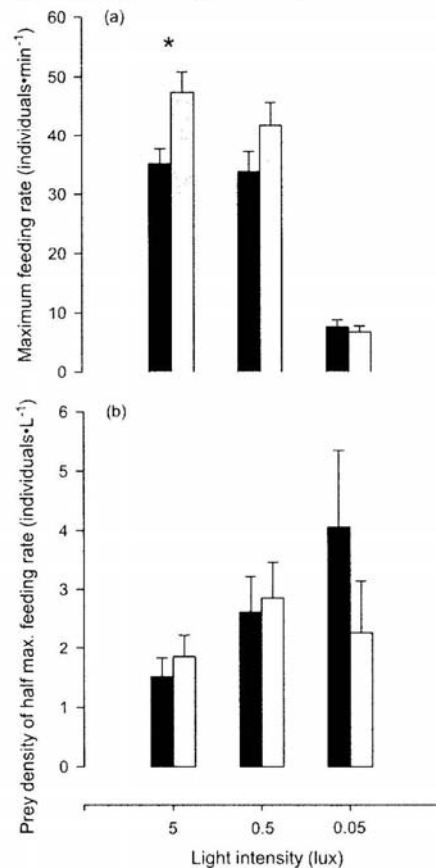 (a)
*
Maximum feeding rate (individuals•min⁻¹)
60
50
40
30
20
10
0
(b)
Prey density of half max. feeding rate (individuals•L⁻¹)
6
5
4
3
2
1
0
5 0.5 0.05
Light intensity (lux)